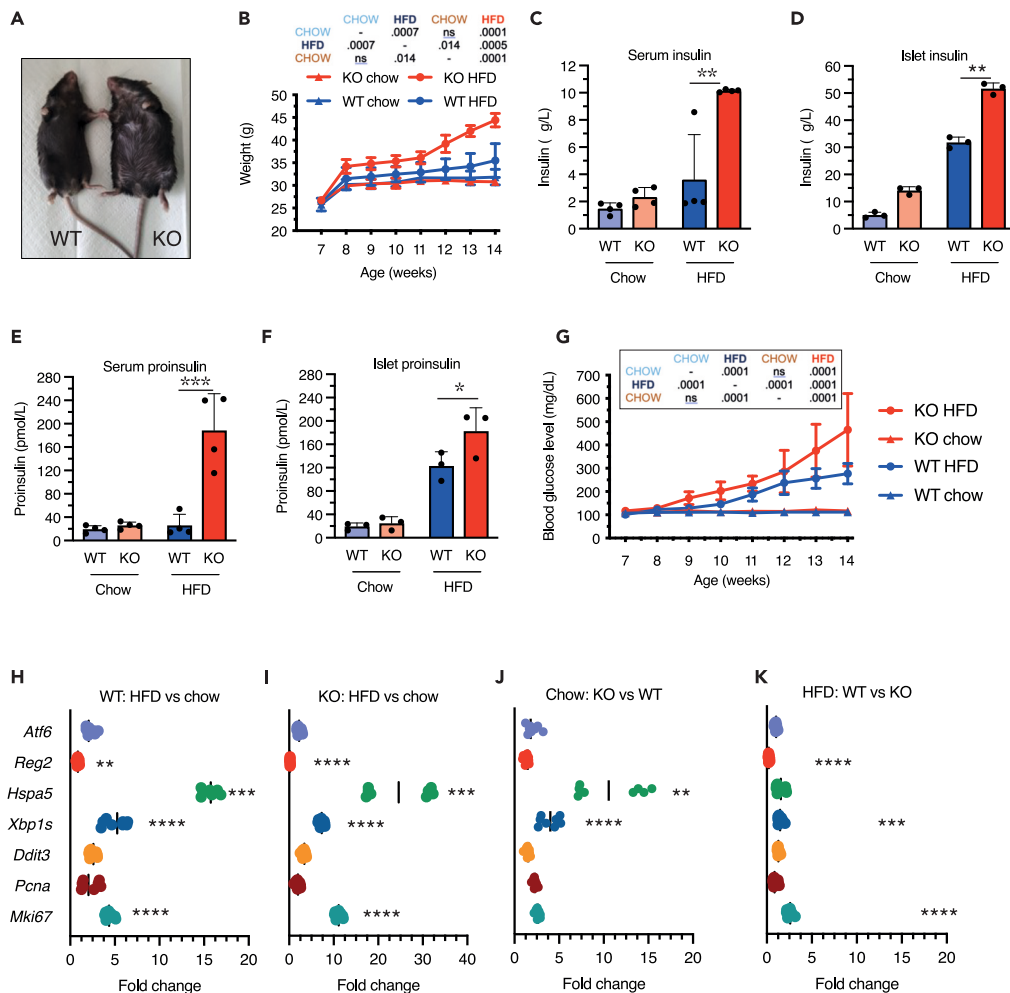 A
WT
KO
B
CHOW HFD CHOW HFD
CHOW - .0007 ns .0001
HFD .0007 - .014 .0005
CHOW ns .014 - .0001
KO chow KO HFD
WT chow WT HFD
Weight (g)
50
45
40
35
30
25
20
7 8 9 10 11 12 13 14
Age (weeks)
C
Serum insulin
**
Insulin ( g/L)
12
10
8
6
4
2
0
WT KO WT KO
Chow HFD
D
Islet insulin
**
Insulin ( g/L)
60
50
40
30
20
10
0
WT KO WT KO
Chow HFD
E
Serum proinsulin
***
Proinsulin (pmol/L)
280
240
200
160
120
80
40
0
WT KO WT KO
Chow HFD
F
Islet proinsulin
*
Proinsulin (pmol/L)
280
240
200
160
120
80
40
0
WT KO WT KO
Chow HFD
G
CHOW HFD CHOW HFD
CHOW - .0001 ns .0001
HFD .0001 - .0001 .0001
CHOW ns .0001 - .0001
Blood glucose level (mg/dL)
700
600
500
400
300
200
100
0
7 8 9 10 11 12 13 14
Age (weeks)
KO HFD
KO chow
WT HFD
WT chow
H
WT: HFD vs chow
Atf6
Reg2 **
Hspa5 ***
Xbp1s ****
Ddit3
Pcna
Mki67 ****
0 5 10 15 20
Fold change
I
KO: HFD vs chow
****
***
****
****
0 10 20 30 40
Fold change
J
Chow: KO vs WT
**
****
0 5 10 15 20
Fold change
K
HFD: WT vs KO
****
***
****
0 5 10 15 20
Fold change